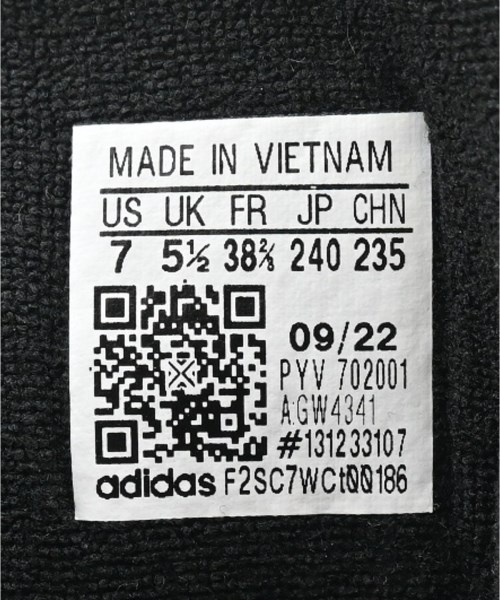 MADE IN VIETNAM
US UK FR JP CHN
7 5½ 38⅔ 240 235
09/22
PYV 702001
A:GW4341
#131233107
adidas F2SC7WCt00186